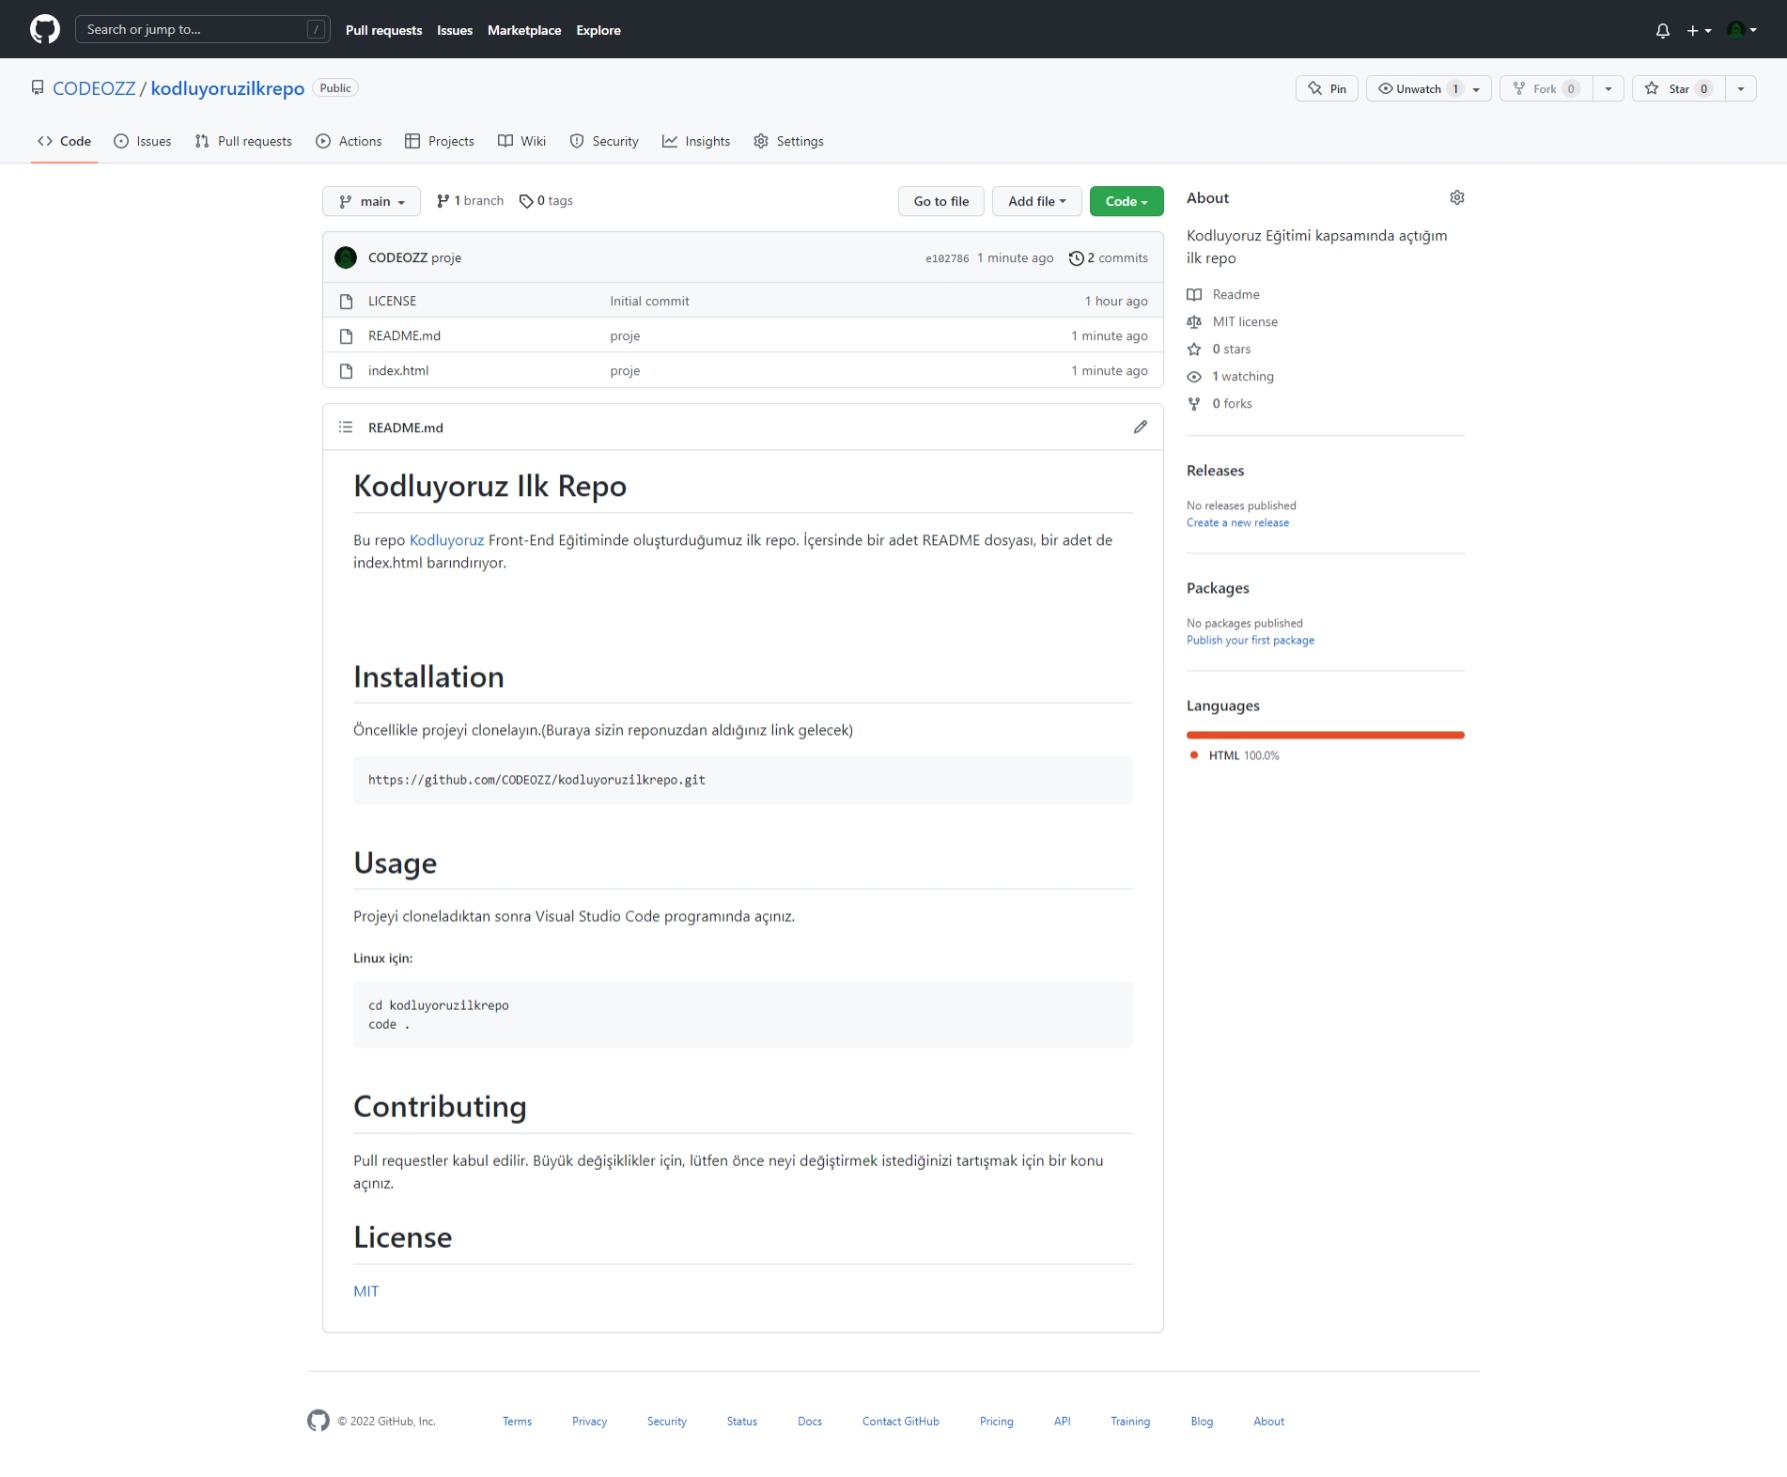 Search or jump to... /
Pull requests Issues Marketplace Explore
CODEOZZ / kodluyoruzilkrepo Public
Pin Unwatch 1 Fork 0 Star 0
Code Issues Pull requests Actions Projects Wiki Security Insights Settings
main 1 branch 0 tags Go to file Add file Code
CODEOZZ proje e102786 1 minute ago 2 commits
LICENSE Initial commit 1 hour ago
README.md proje 1 minute ago
index.html proje 1 minute ago
README.md
Kodluyoruz Ilk Repo
Bu repo Kodluyoruz Front-End Eğitiminde oluşturduğumuz ilk repo. İçersinde bir adet README dosyası, bir adet de
index.html barındırıyor.
Installation
Öncellikle projeyi clonelayın.(Buraya sizin reponuzdan aldığınız link gelecek)
https://github.com/CODEOZZ/kodluyoruzilkrepo.git
Usage
Projeyi cloneladıktan sonra Visual Studio Code programında açınız.
Linux için:
cd kodluyoruzilkrepo
code .
Contributing
Pull requestler kabul edilir. Büyük değişiklikler için, lütfen önce neyi değiştirmek istediğinizi tartışmak için bir konu
açınız.
License
MIT
About
Kodluyoruz Eğitimi kapsamında açtığım
ilk repo
Readme
MIT license
0 stars
1 watching
0 forks
Releases
No releases published
Create a new release
Packages
No packages published
Publish your first package
Languages
HTML 100.0%
© 2022 GitHub, Inc. Terms Privacy Security Status Docs Contact GitHub Pricing API Training Blog About